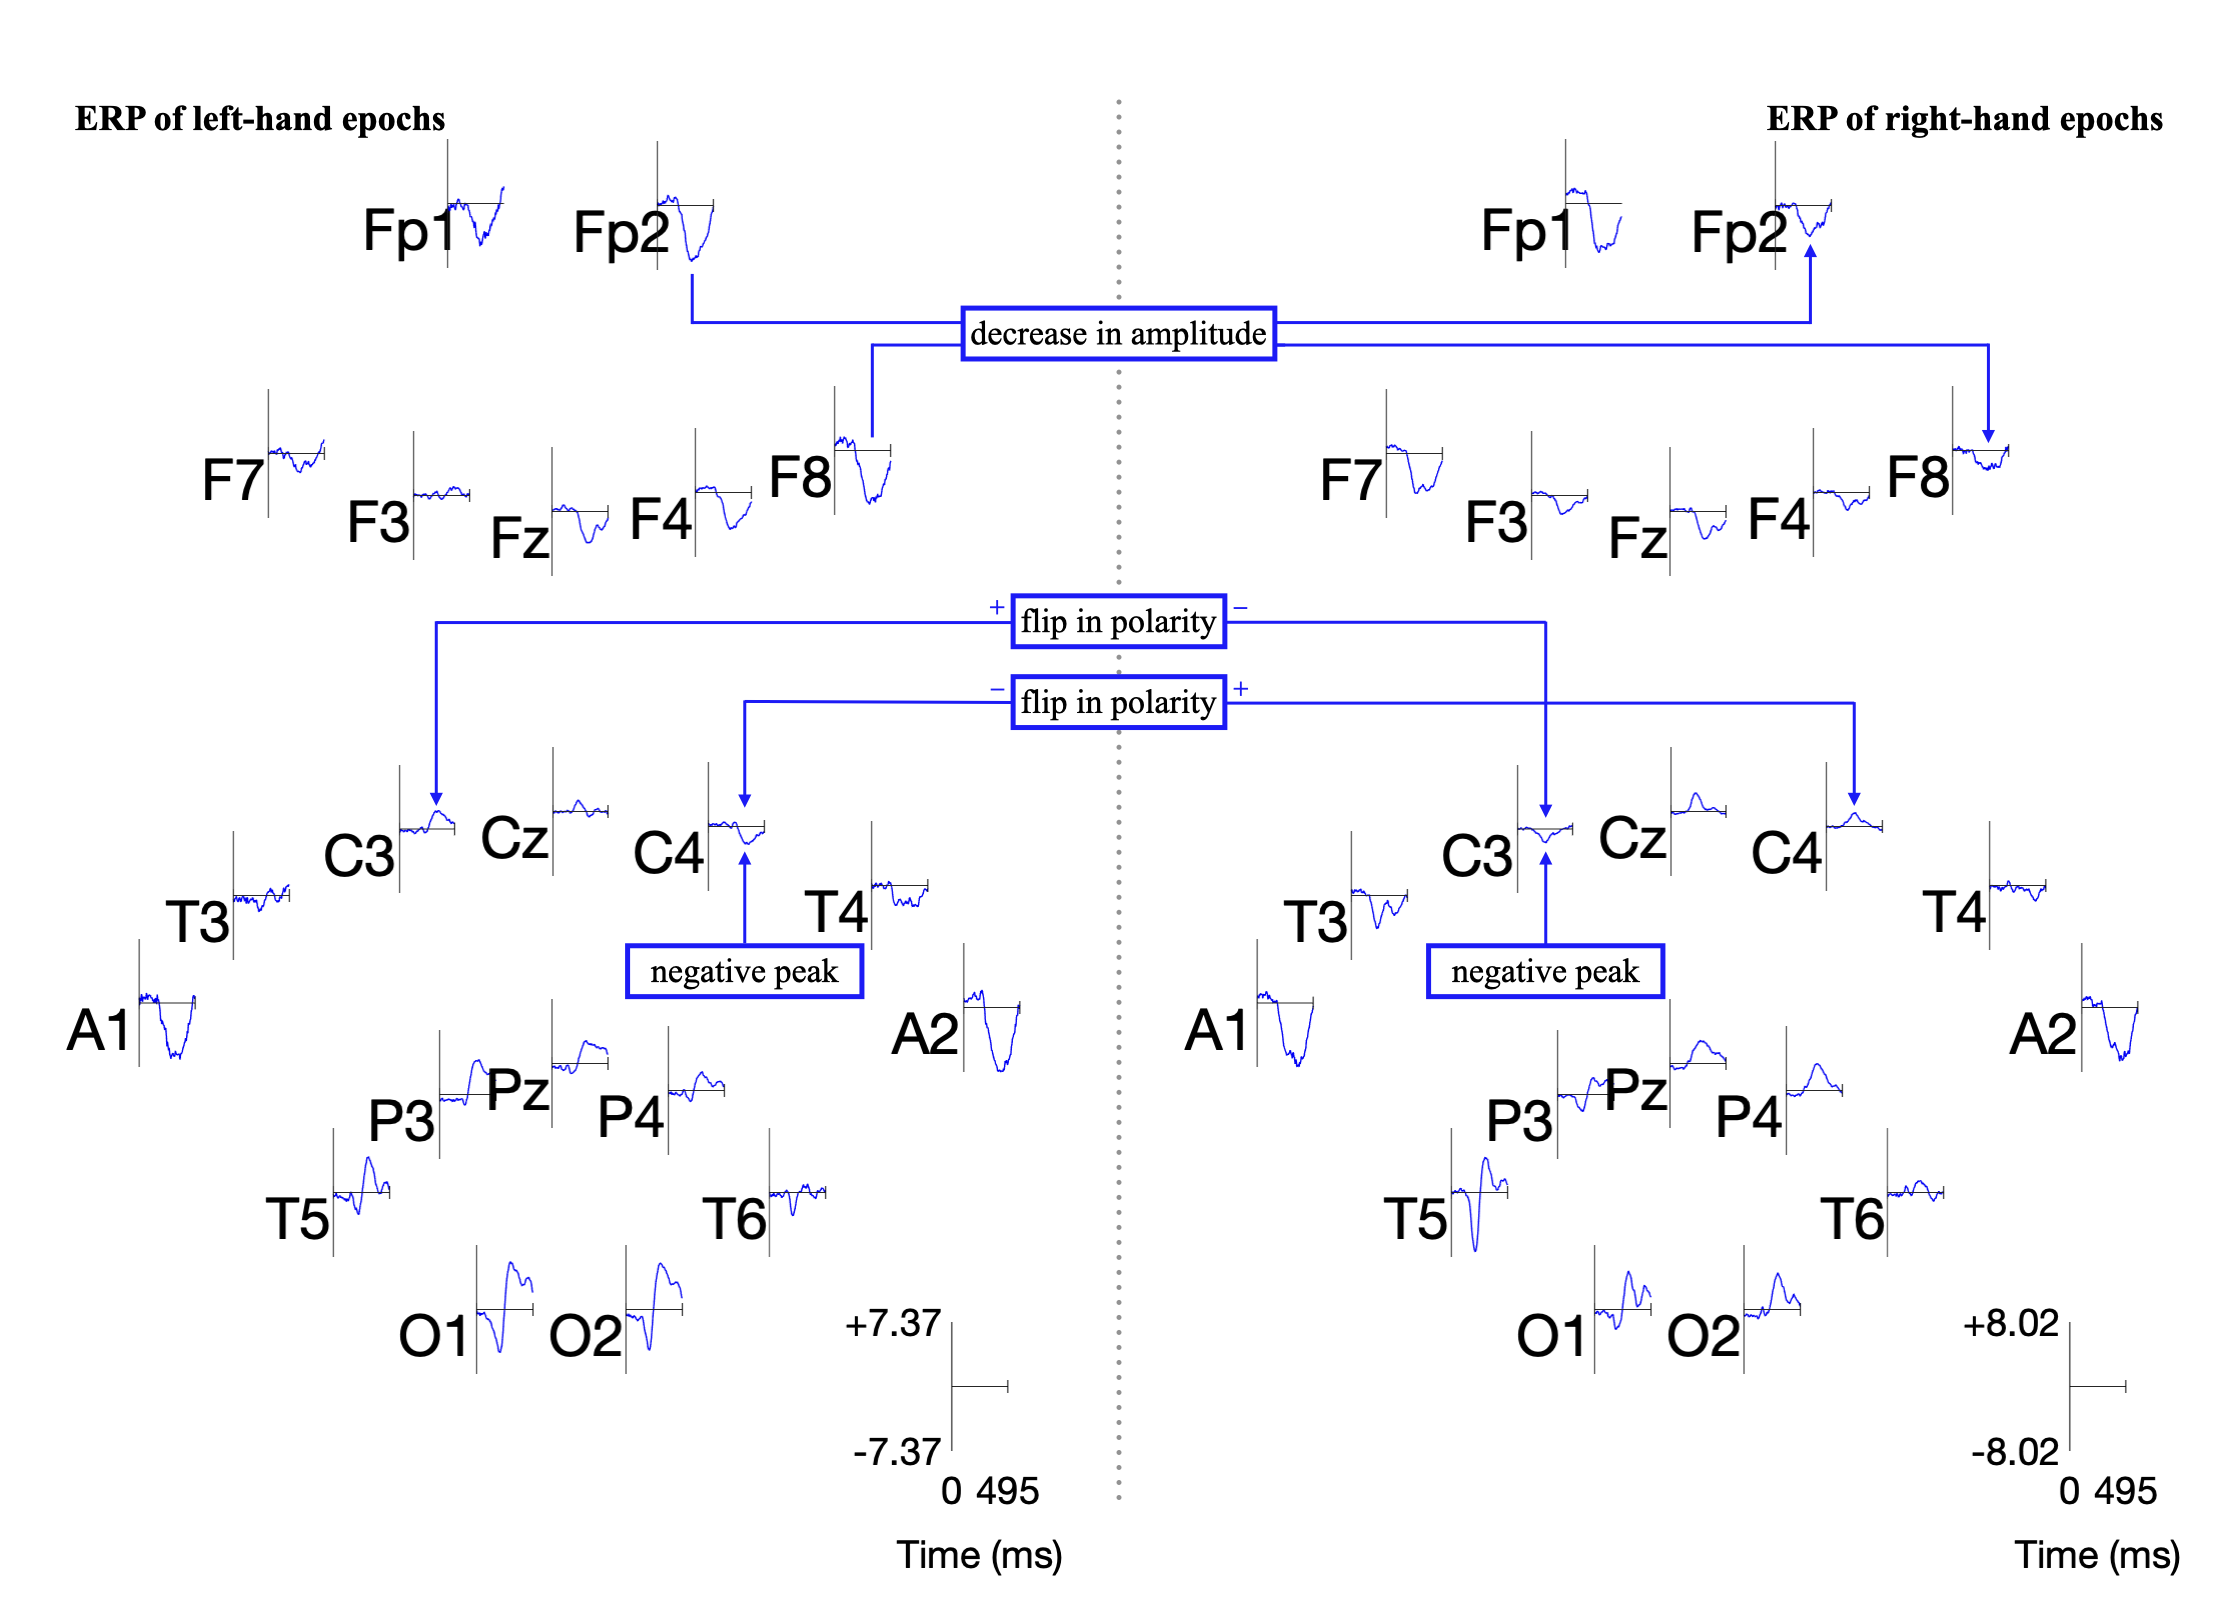 ERP of left-hand epochs
ERP of right-hand epochs
Fp1
Fp2
Fp1
Fp2
decrease in amplitude
F7
F3
Fz
F4
F8
F7
F3
Fz
F4
F8
+ flip in polarity −
− flip in polarity +
T3
C3
Cz
C4
T4
T3
C3
Cz
C4
T4
negative peak
negative peak
A1
A2
A1
A2
P3
Pz
P4
P3
Pz
P4
T5
T6
T5
T6
O1
O2
O1
O2
+7.37
-7.37
0 495
Time (ms)
+8.02
-8.02
0 495
Time (ms)